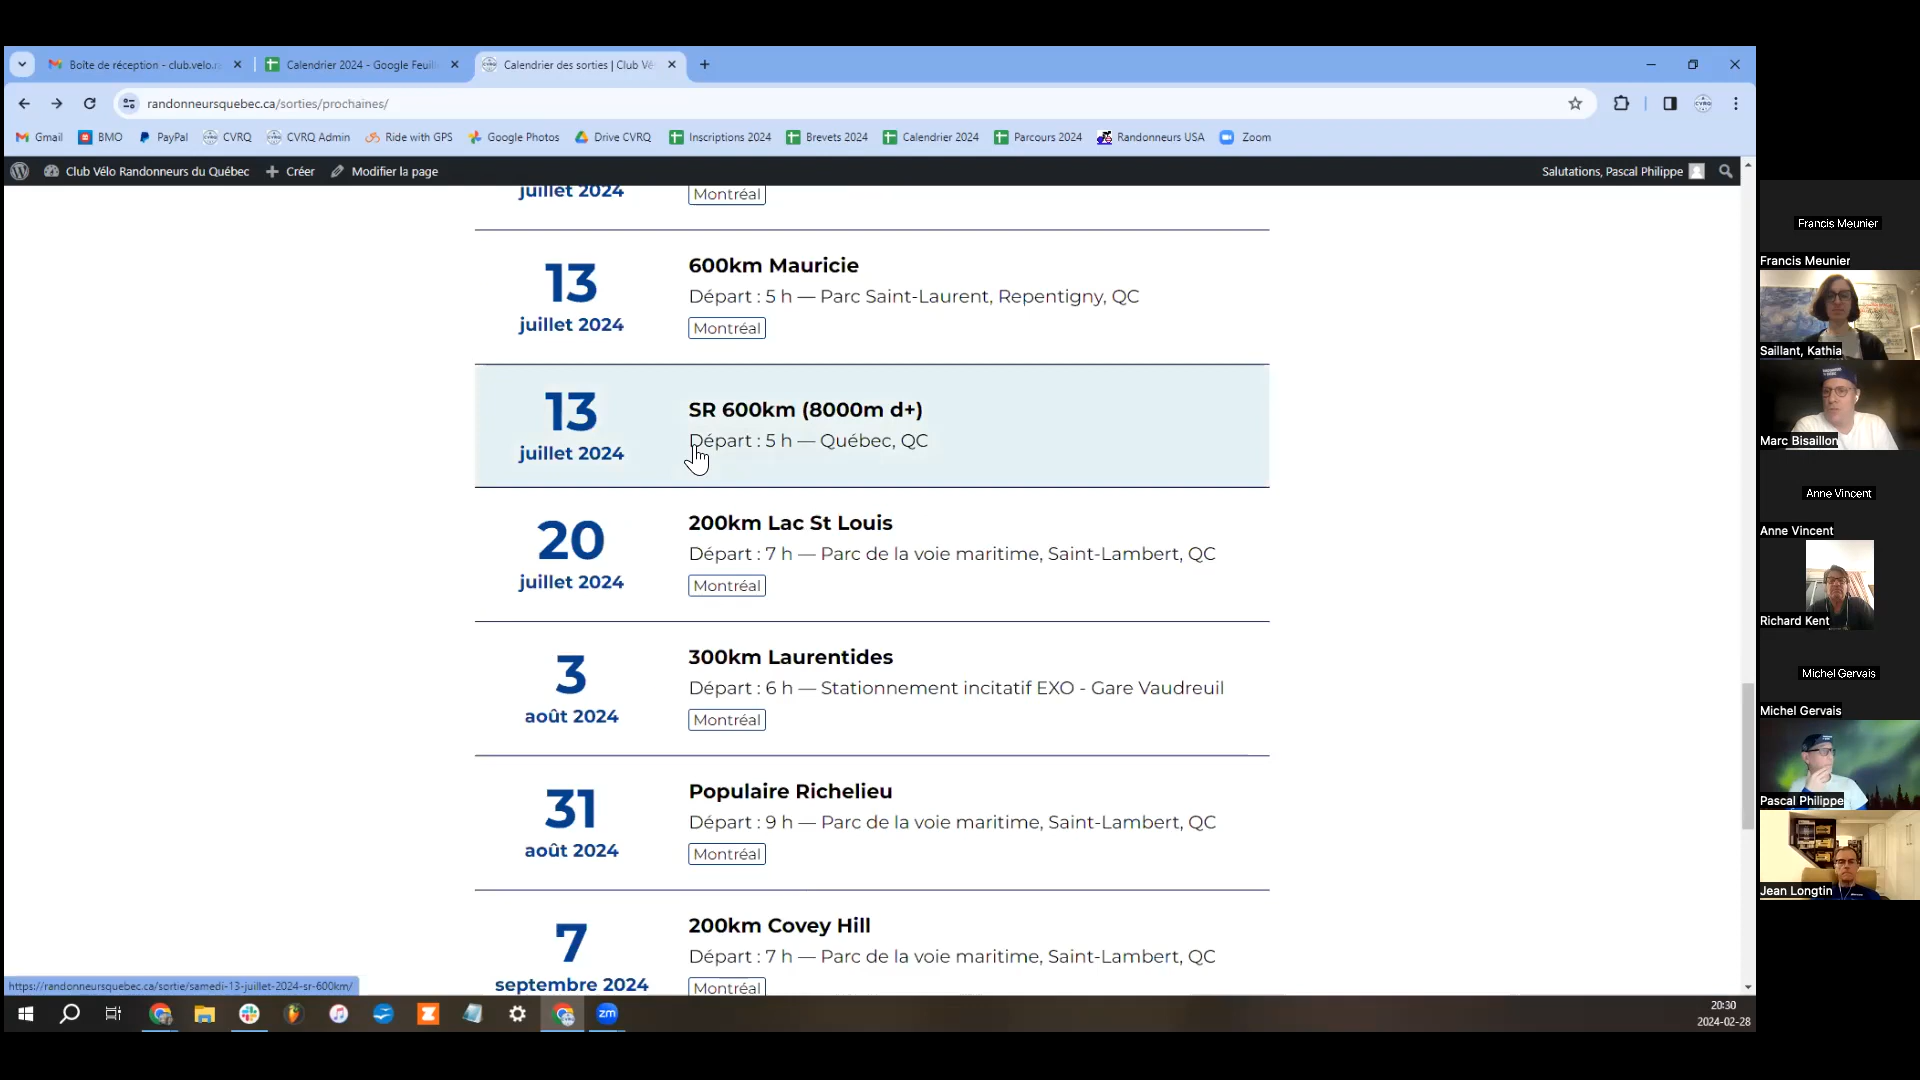 Boîte de réception - club.velo.r
Calendrier 2024 - Google Feuill
Calendrier des sorties | Club Vé
randonneursquebec.ca/sorties/prochaines/
Gmail
BMO
PayPal
CVRQ
CVRQ Admin
Ride with GPS
Google Photos
Drive CVRQ
Inscriptions 2024
Brevets 2024
Calendrier 2024
Parcours 2024
Randonneurs USA
Zoom
Club Vélo Randonneurs du Québec
Créer
Modifier la page
Salutations, Pascal Philippe
juillet 2024
Montréal
13
juillet 2024
600km Mauricie
Départ : 5 h — Parc Saint-Laurent, Repentigny, QC
Montréal
13
juillet 2024
SR 600km (8000m d+)
Départ : 5 h — Québec, QC
20
juillet 2024
200km Lac St Louis
Départ : 7 h — Parc de la voie maritime, Saint-Lambert, QC
Montréal
3
août 2024
300km Laurentides
Départ : 6 h — Stationnement incitatif EXO - Gare Vaudreuil
Montréal
31
août 2024
Populaire Richelieu
Départ : 9 h — Parc de la voie maritime, Saint-Lambert, QC
Montréal
7
septembre 2024
200km Covey Hill
Départ : 7 h — Parc de la voie maritime, Saint-Lambert, QC
Montréal
https://randonneursquebec.ca/sortie/samedi-13-juillet-2024-sr-600km/
zm
20:30
2024-02-28
Francis Meunier
Francis Meunier
Saillant, Kathia
Marc Bisaillon
Anne Vincent
Anne Vincent
Richard Kent
Michel Gervais
Michel Gervais
Pascal Philippe
Jean Longtin